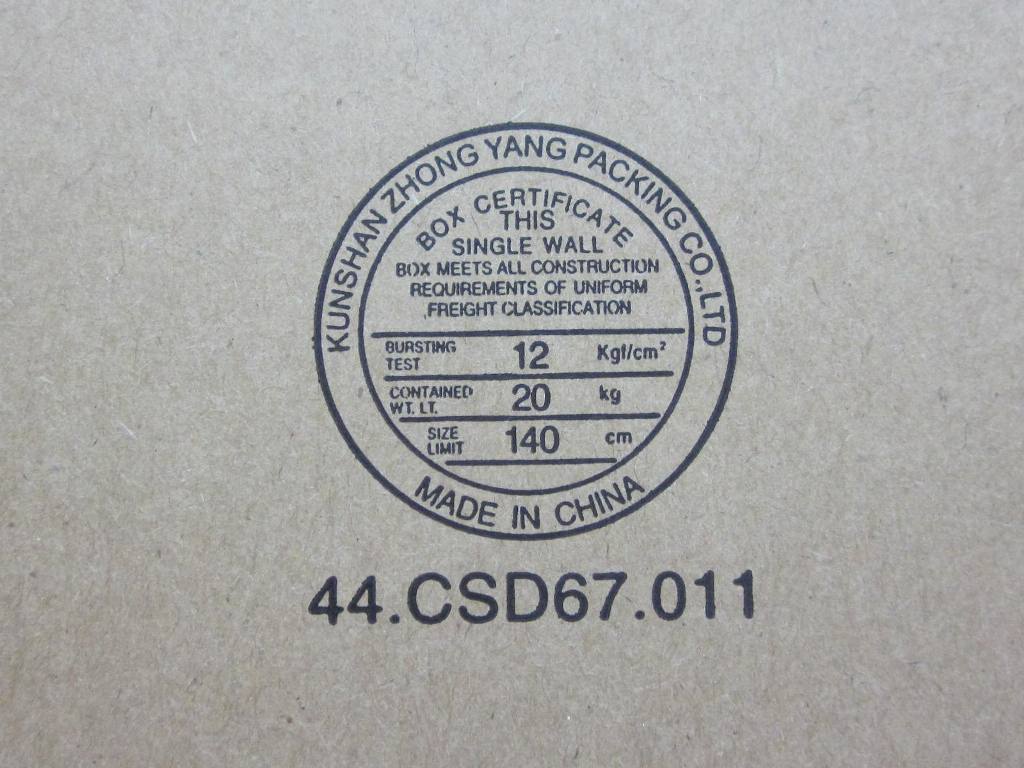 KUNSHAN ZHONG YANG PACKING CO.,LTD
BOX CERTIFICATE
THIS
SINGLE WALL
BOX MEETS ALL CONSTRUCTION
REQUIREMENTS OF UNIFORM
FREIGHT CLASSIFICATION
BURSTING TEST 12 Kgf/cm²
CONTAINED WT. LT. 20 kg
SIZE LIMIT 140 cm
MADE IN CHINA
44.CSD67.011